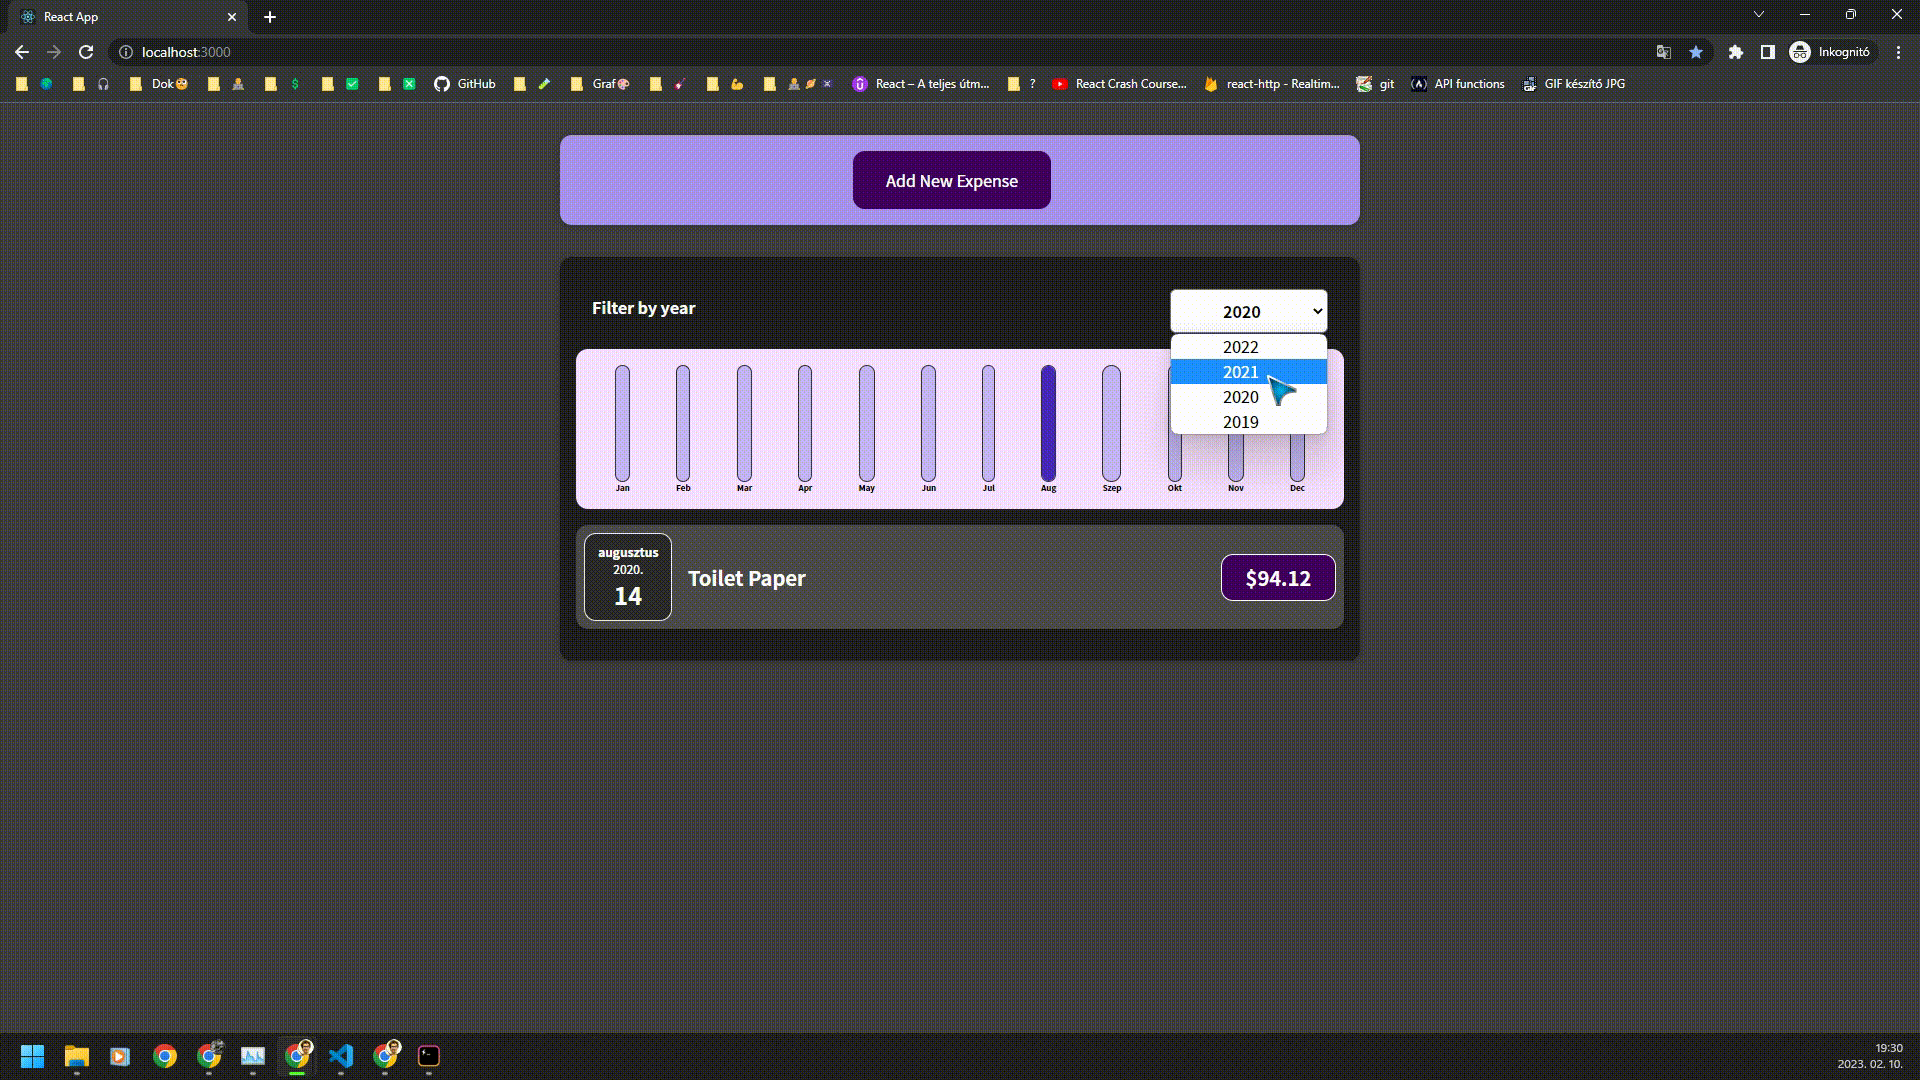 React App
localhost:3000
Inkognitó
Dok
$
GitHub
Graf
React – A teljes útm...
?
React Crash Course...
react-http - Realtim...
git
API functions
GIF készítő JPG
Add New Expense
Filter by year
2020
2022
2021
2020
2019
Jan Feb Mar Apr May Jun Jul Aug Szep Okt Nov Dec
augusztus
2020.
14
Toilet Paper
$94.12
19:30
2023. 02. 10.